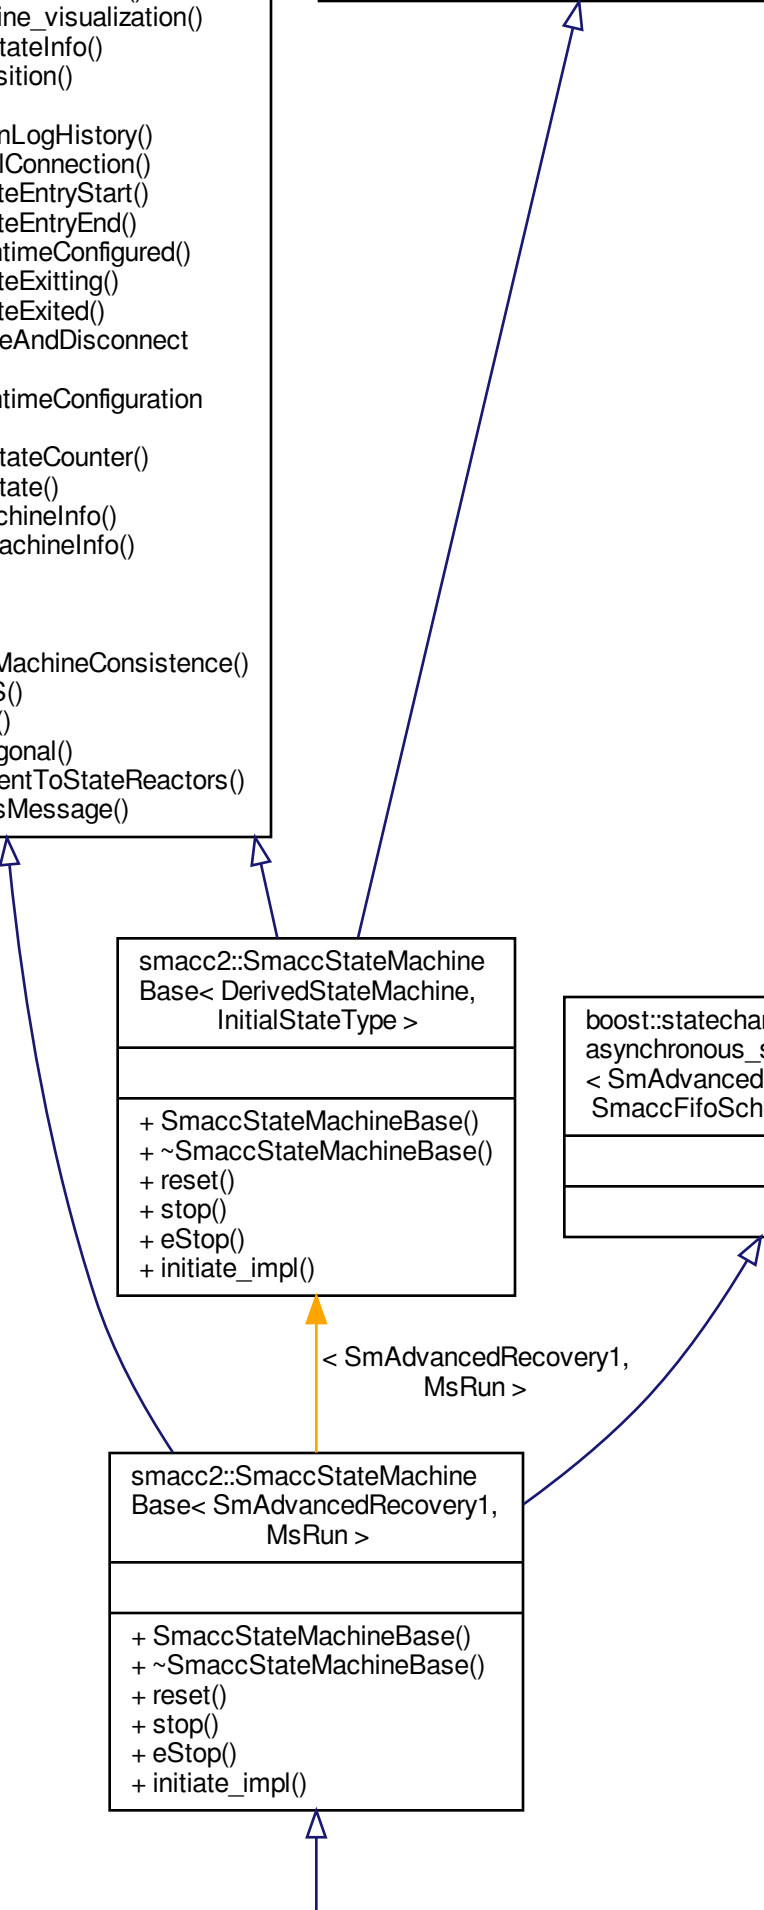 ine_visualization()
tateInfo()
sition()
nLogHistory()
lConnection()
teEntryStart()
teEntryEnd()
ntimeConfigured()
teExitting()
teExited()
eAndDisconnect
ntimeConfiguration
tateCounter()
tate()
chineInfo()
achineInfo()
MachineConsistence()
S()
()
gonal()
entToStateReactors()
sMessage()
smacc2::SmaccStateMachine
Base< DerivedStateMachine,
InitialStateType >
+ SmaccStateMachineBase()
+ ~SmaccStateMachineBase()
+ reset()
+ stop()
+ eStop()
+ initiate_impl()
boost::statechar
asynchronous_s
< SmAdvanced
SmaccFifoSch
< SmAdvancedRecovery1,
MsRun >
smacc2::SmaccStateMachine
Base< SmAdvancedRecovery1,
MsRun >
+ SmaccStateMachineBase()
+ ~SmaccStateMachineBase()
+ reset()
+ stop()
+ eStop()
+ initiate_impl()